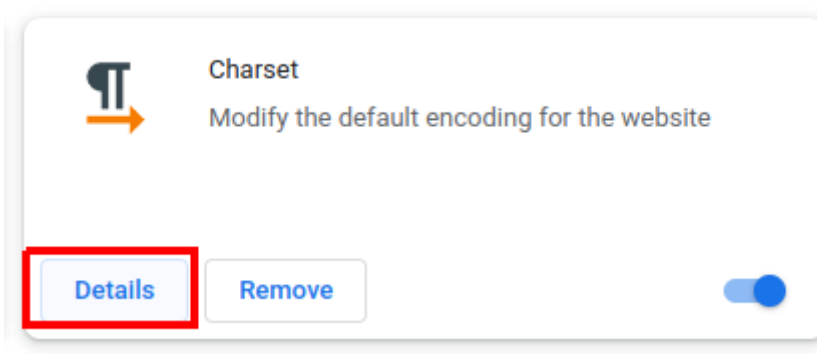 Charset
Modify the default encoding for the website
Details
Remove